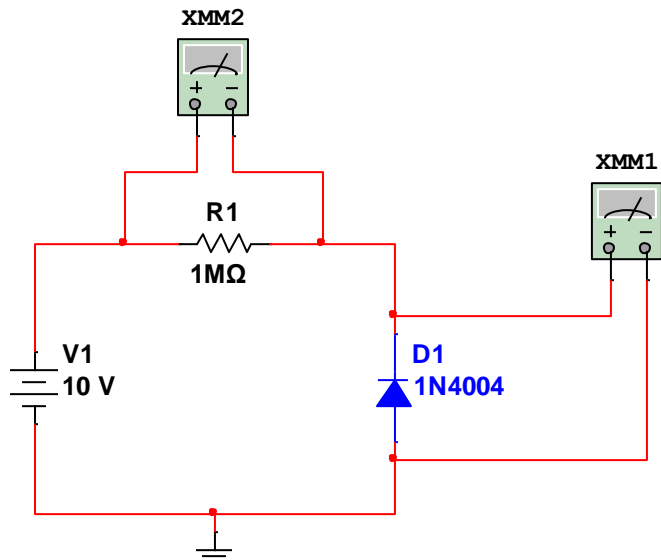 XMM2
+ −
XMM1
+ −
R1
1MΩ
V1
10 V
D1
1N4004